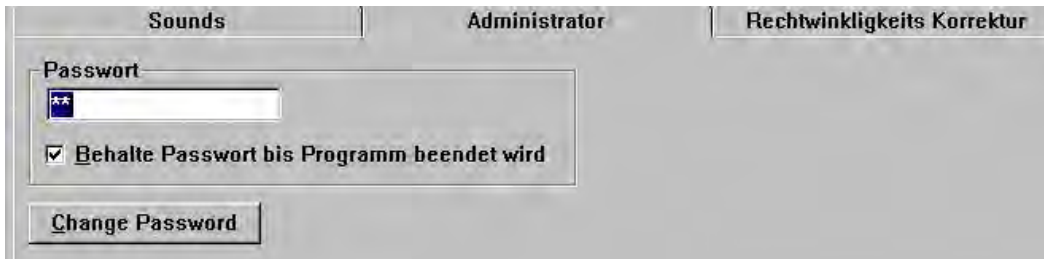 Sounds Administrator Rechtwinkligkeits Korrektur
Passwort
**
Behalte Passwort bis Programm beendet wird
Change Password